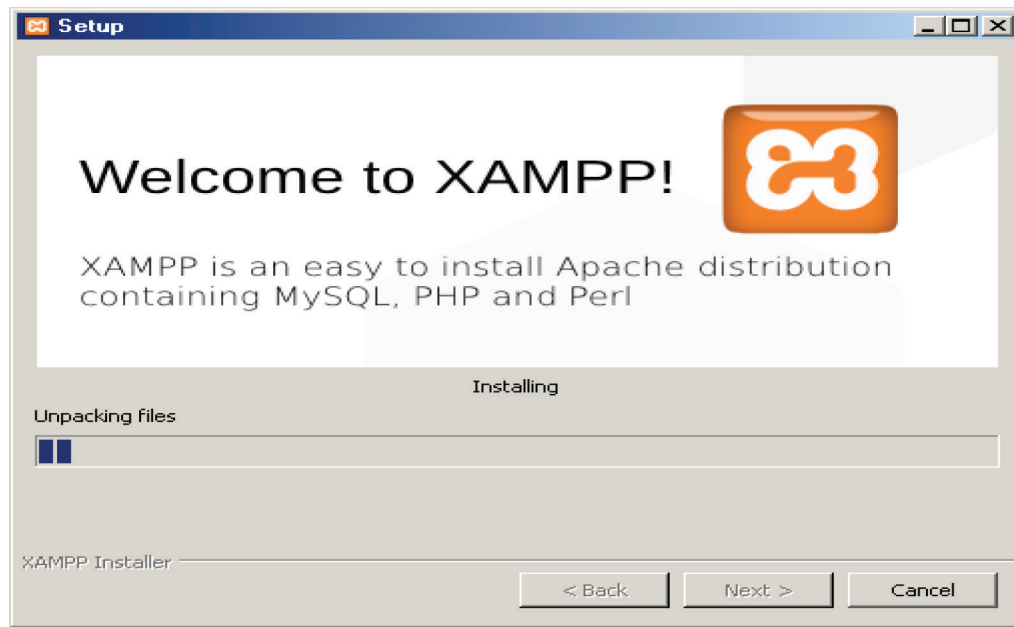 Setup
Welcome to XAMPP!
XAMPP is an easy to install Apache distribution
containing MySQL, PHP and Perl
Installing
Unpacking files
XAMPP Installer
< Back
Next >
Cancel